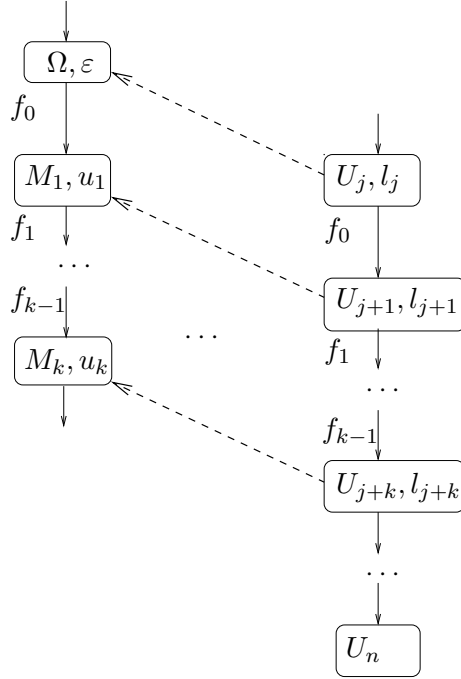 Ω, ε
f₀
M₁, u₁
f₁
...
fₖ₋₁
Mₖ, uₖ
...
Uⱼ, lⱼ
f₀
Uⱼ₊₁, lⱼ₊₁
f₁
...
fₖ₋₁
Uⱼ₊ₖ, lⱼ₊ₖ
...
Uₙ